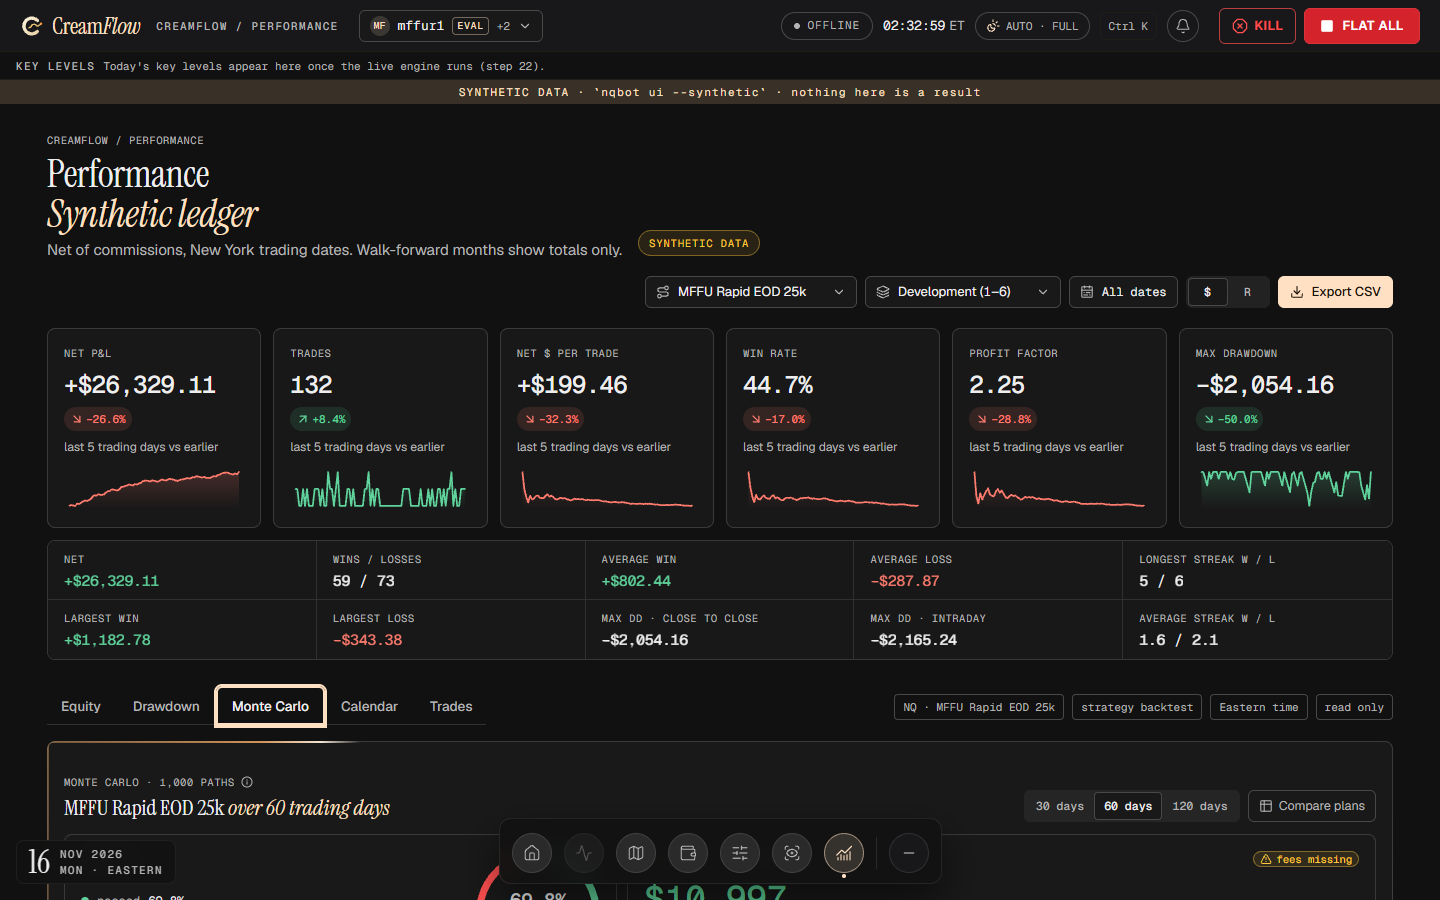 CreamFlow CREAMFLOW / PERFORMANCE MF mffur1 EVAL +2 OFFLINE 02:32:59 ET AUTO · FULL Ctrl K KILL FLAT ALL
KEY LEVELS Today's key levels appear here once the live engine runs (step 22).
SYNTHETIC DATA · `nqbot ui --synthetic` · nothing here is a result
CREAMFLOW / PERFORMANCE
Performance
Synthetic ledger
Net of commissions, New York trading dates. Walk-forward months show totals only. SYNTHETIC DATA
MFFU Rapid EOD 25k Development (1–6) All dates $ R Export CSV
NET P&L TRADES NET $ PER TRADE WIN RATE PROFIT FACTOR MAX DRAWDOWN
+$26,329.11 132 +$199.46 44.7% 2.25 −$2,054.16
↘ −26.6% ↗ +8.4% ↘ −32.3% ↘ −17.0% ↘ −28.8% ↘ −50.0%
last 5 trading days vs earlier last 5 trading days vs earlier last 5 trading days vs earlier last 5 trading days vs earlier last 5 trading days vs earlier last 5 trading days vs earlier
NET WINS / LOSSES AVERAGE WIN AVERAGE LOSS LONGEST STREAK W / L
+$26,329.11 59 / 73 +$802.44 −$287.87 5 / 6
LARGEST WIN LARGEST LOSS MAX DD · CLOSE TO CLOSE MAX DD · INTRADAY AVERAGE STREAK W / L
+$1,182.78 −$343.38 −$2,054.16 −$2,165.24 1.6 / 2.1
Equity Drawdown Monte Carlo Calendar Trades NQ · MFFU Rapid EOD 25k strategy backtest Eastern time read only
MONTE CARLO · 1,000 PATHS
MFFU Rapid EOD 25k over 60 trading days 30 days 60 days 120 days Compare plans
16 NOV 2026
MON · EASTERN
fees missing
passed 69.8% 69.8% $10,997